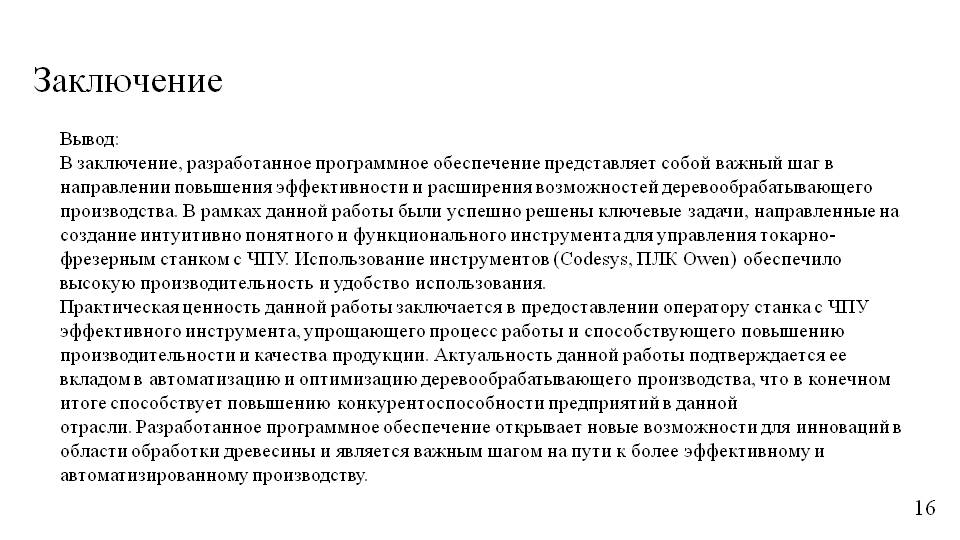 Заключение
Вывод:
В заключение, разработанное программное обеспечение представляет собой важный шаг в
направлении повышения эффективности и расширения возможностей деревообрабатывающего
производства. В рамках данной работы были успешно решены ключевые задачи, направленные на
создание интуитивно понятного и функционального инструмента для управления токарно-
фрезерным станком с ЧПУ. Использование инструментов (Codesys, ПЛК Owen) обеспечило
высокую производительность и удобство использования.
Практическая ценность данной работы заключается в предоставлении оператору станка с ЧПУ
эффективного инструмента, упрощающего процесс работы и способствующего повышению
производительности и качества продукции. Актуальность данной работы подтверждается ее
вкладом в автоматизацию и оптимизацию деревообрабатывающего производства, что в конечном
итоге способствует повышению конкурентоспособности предприятий в данной
отрасли. Разработанное программное обеспечение открывает новые возможности для инноваций в
области обработки древесины и является важным шагом на пути к более эффективному и
автоматизированному производству.
16